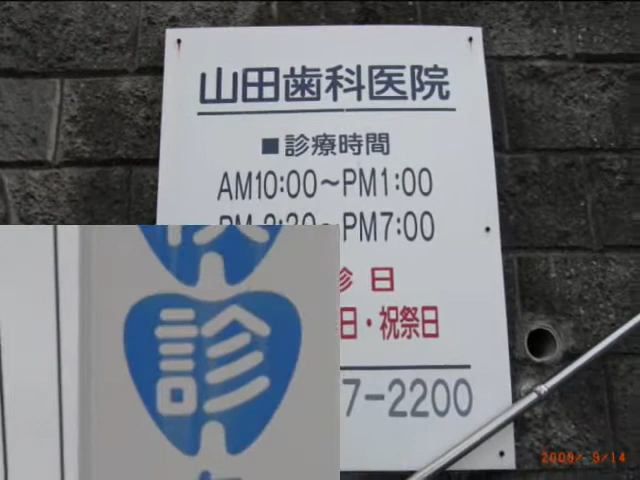 山田歯科医院
■診療時間
AM10:00～PM1:00
PM7:00
診日
日・祝祭日
7-2200
診
2009/ 9/14